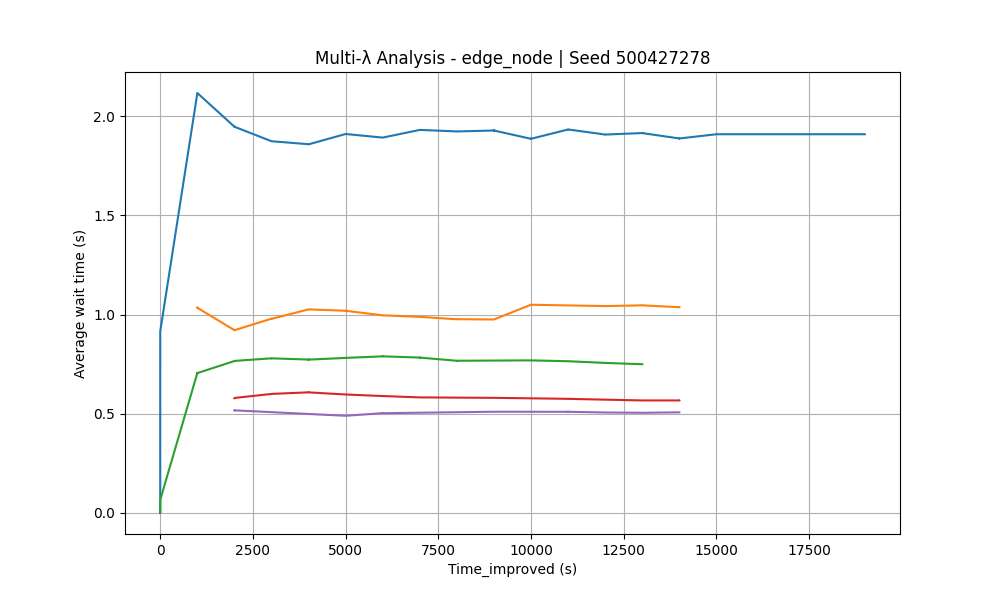 Multi-λ Analysis - edge_node | Seed 500427278
Average wait time (s)
2.0
1.5
1.0
0.5
0.0
0 2500 5000 7500 10000 12500 15000 17500
Time_improved (s)